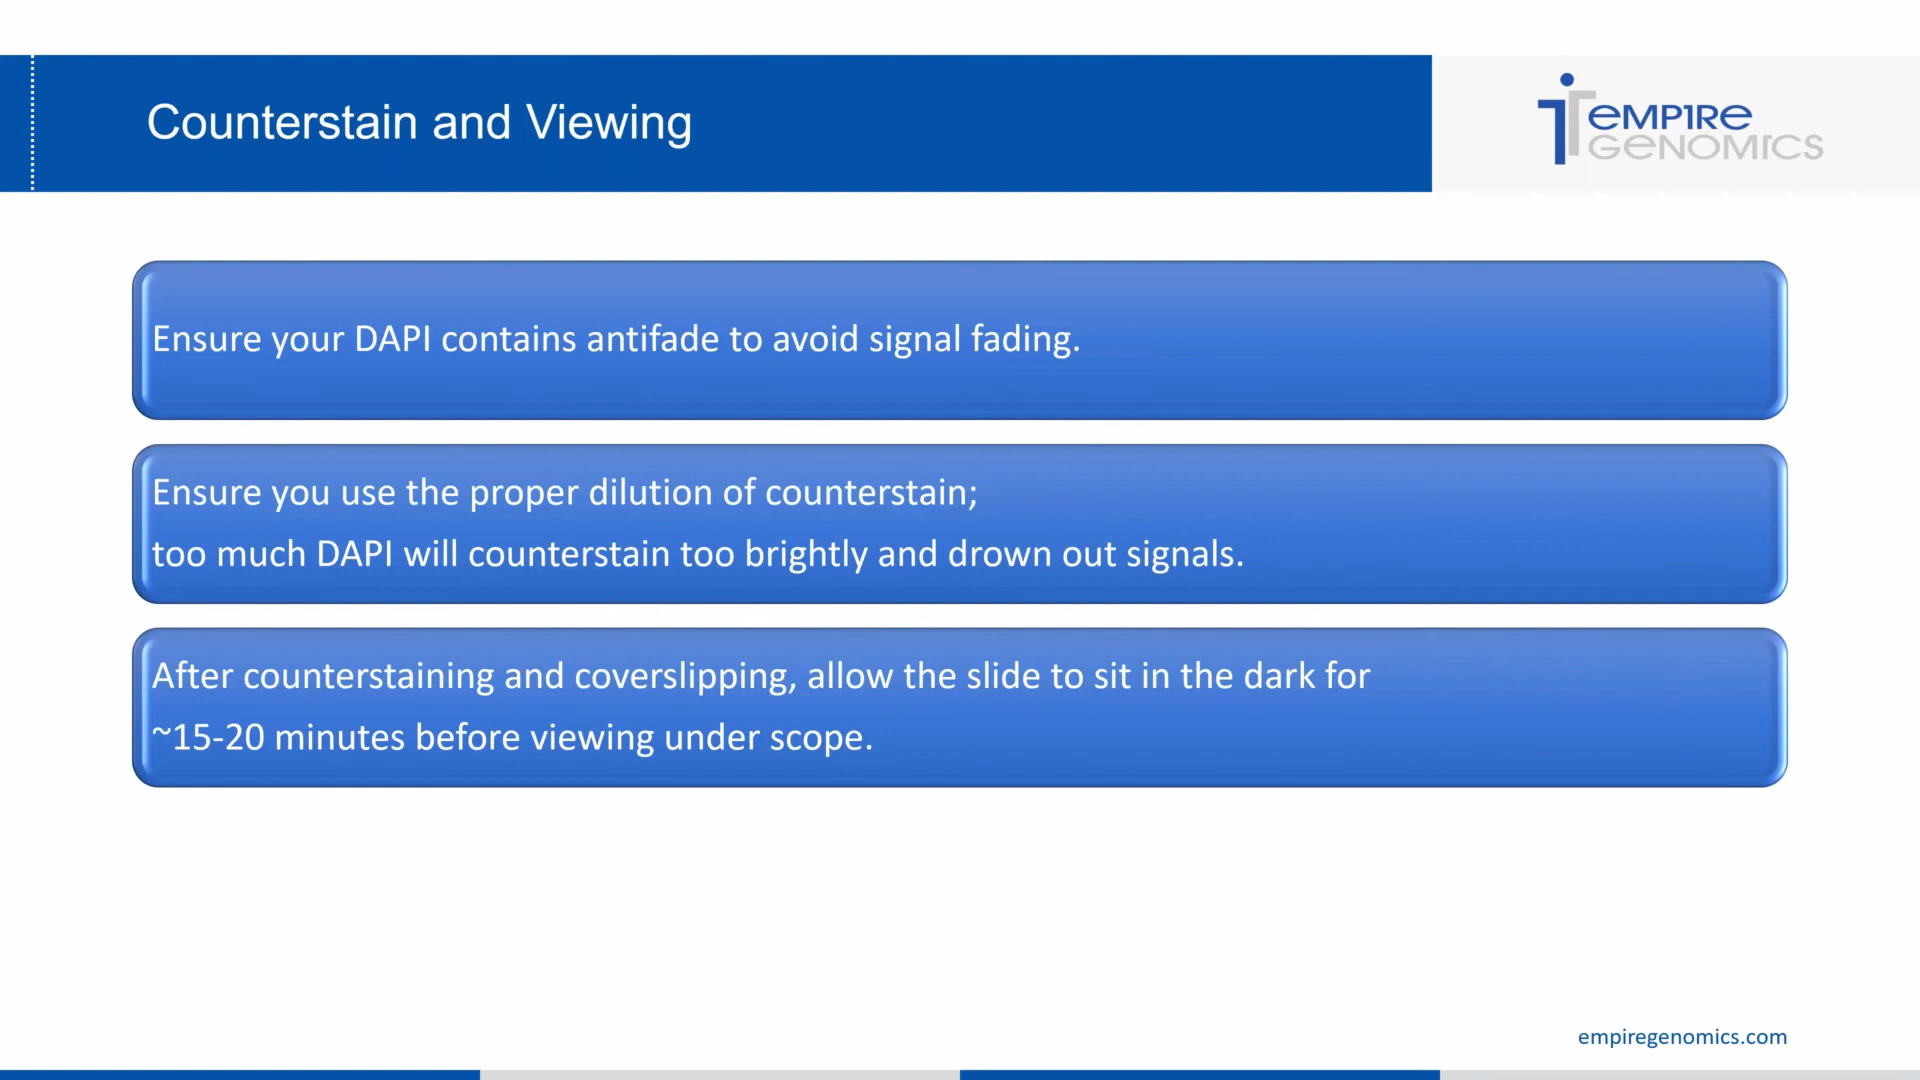 Counterstain and Viewing
EMPIRE
GENOMICS
Ensure your DAPI contains antifade to avoid signal fading.
Ensure you use the proper dilution of counterstain;
too much DAPI will counterstain too brightly and drown out signals.
After counterstaining and coverslipping, allow the slide to sit in the dark for
~15-20 minutes before viewing under scope.
empiregenomics.com